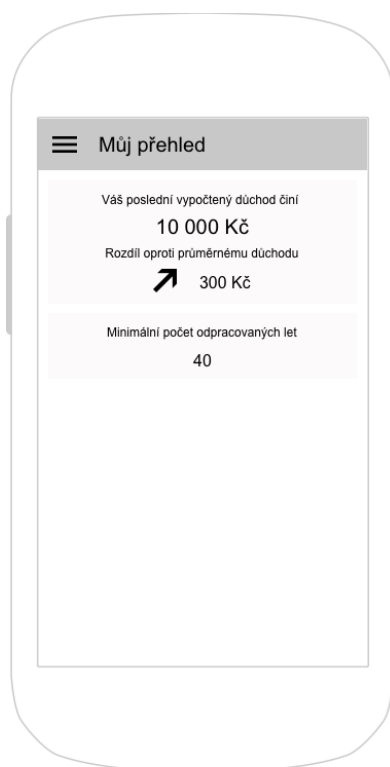 Můj přehled
Váš poslední vypočtený důchod činí
10 000 Kč
Rozdíl oproti průměrnému důchodu
300 Kč
Minimální počet odpracovaných let
40